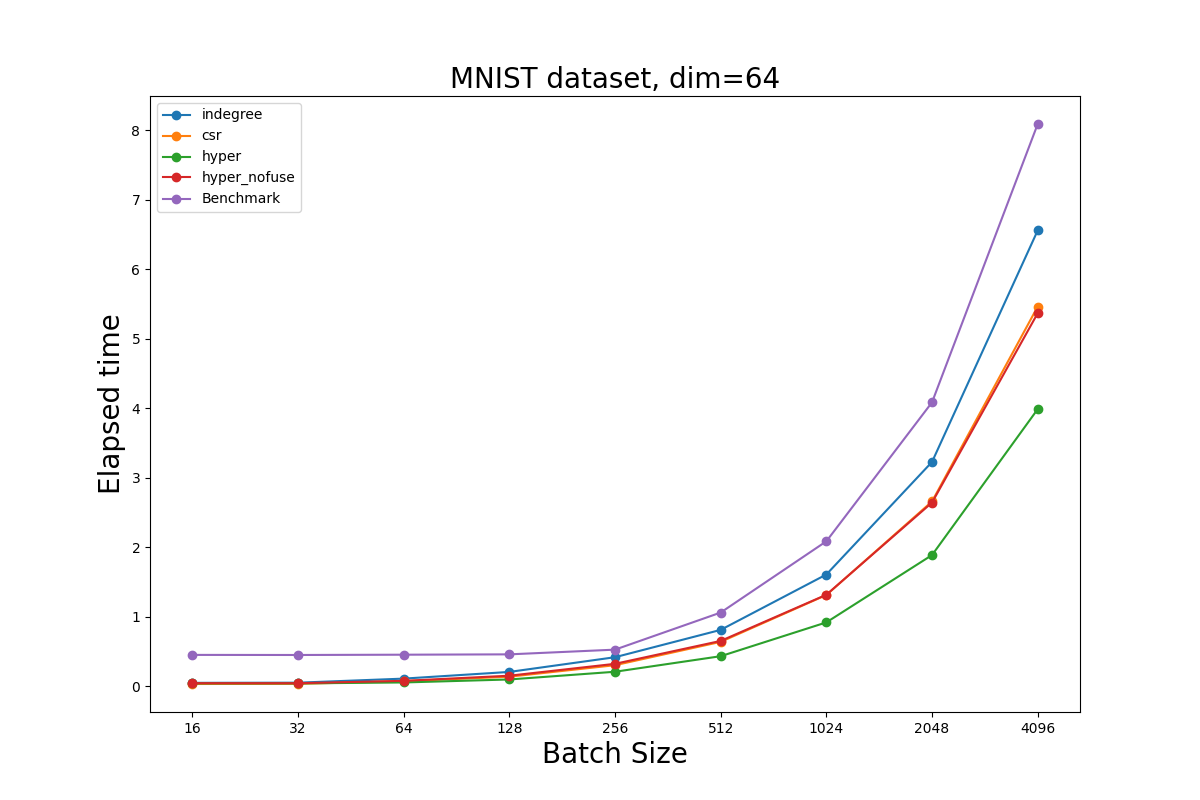 MNIST dataset, dim=64
indegree
csr
hyper
hyper_nofuse
Benchmark
Elapsed time
8
7
6
5
4
3
2
1
0
16 32 64 128 256 512 1024 2048 4096
Batch Size